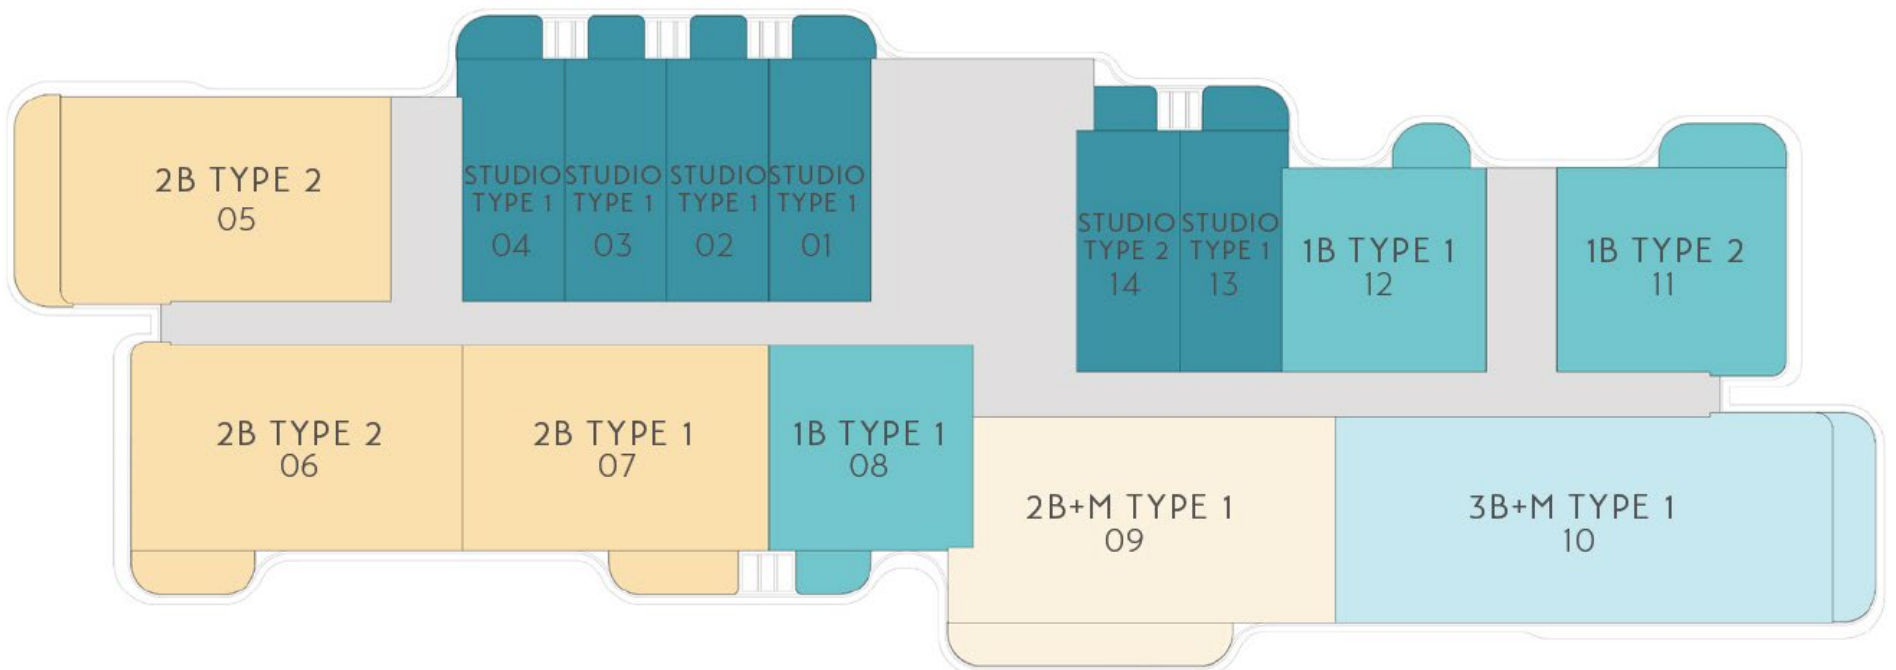 2B TYPE 2
05
STUDIO
TYPE 1
04
STUDIO
TYPE 1
03
STUDIO
TYPE 1
02
STUDIO
TYPE 1
01
STUDIO
TYPE 2
14
STUDIO
TYPE 1
13
1B TYPE 1
12
1B TYPE 2
11
2B TYPE 2
06
2B TYPE 1
07
1B TYPE 1
08
2B+M TYPE 1
09
3B+M TYPE 1
10